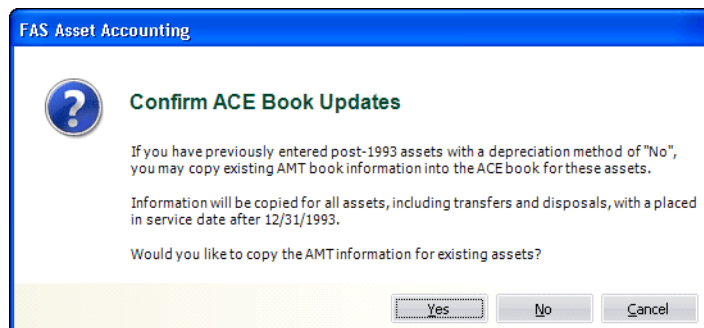 FAS Asset Accounting
Confirm ACE Book Updates
If you have previously entered post-1993 assets with a depreciation method of "No",
you may copy existing AMT book information into the ACE book for these assets.
Information will be copied for all assets, including transfers and disposals, with a placed
in service date after 12/31/1993.
Would you like to copy the AMT information for existing assets?
Yes No Cancel